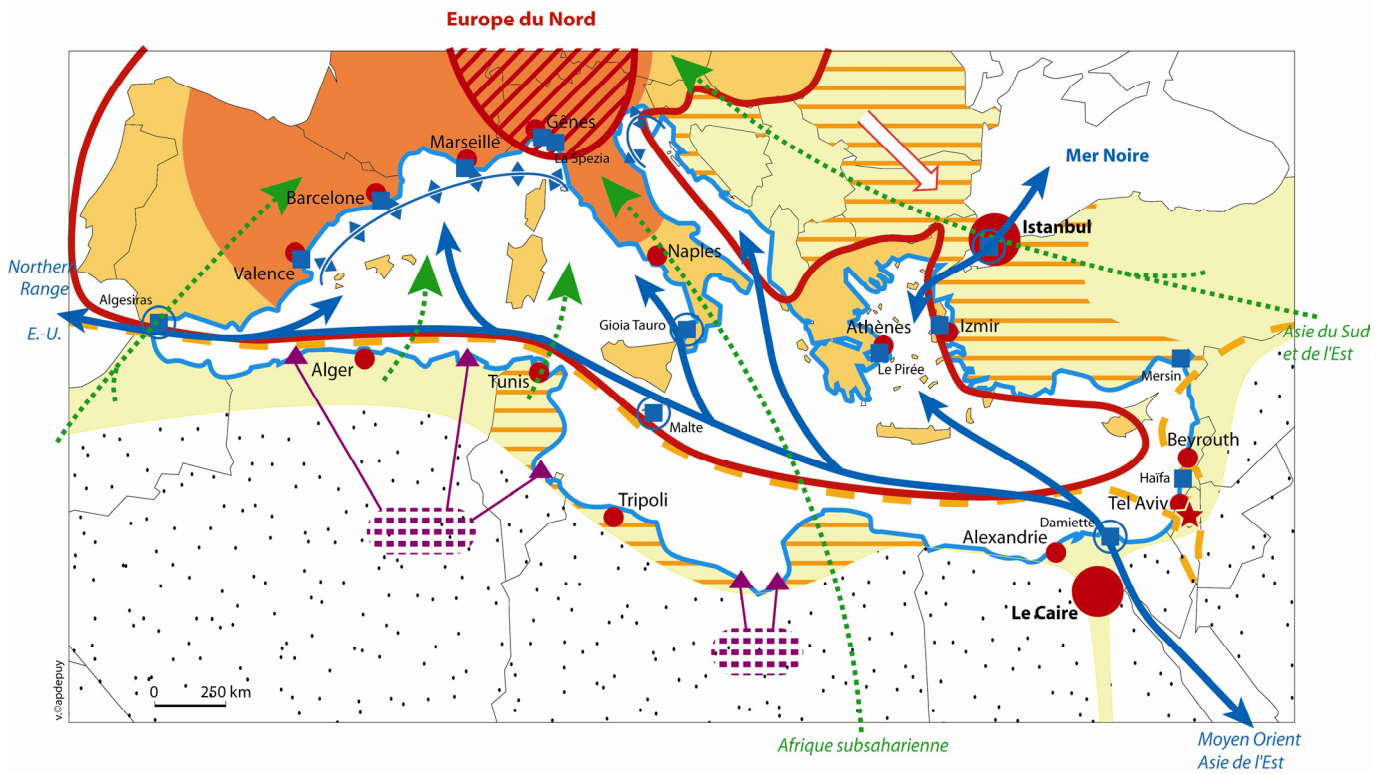 Europe du Nord
Gênes
Marseille
La Spezia
Mer Noire
Barcelone
Istanbul
Valence
Naples
Northern
Range
Algesiras
E.-U.
Gioia Tauro
Athènes
Izmir
Asie du Sud
et de l'Est
Le Pirée
Alger
Tunis
Mersin
Malte
Beyrouth
Haïfa
Tel Aviv
Tripoli
Damiette
Alexandrie
Le Caire
0 250 km
v.©apdepuy
Afrique subsaharienne
Moyen Orient
Asie de l'Est